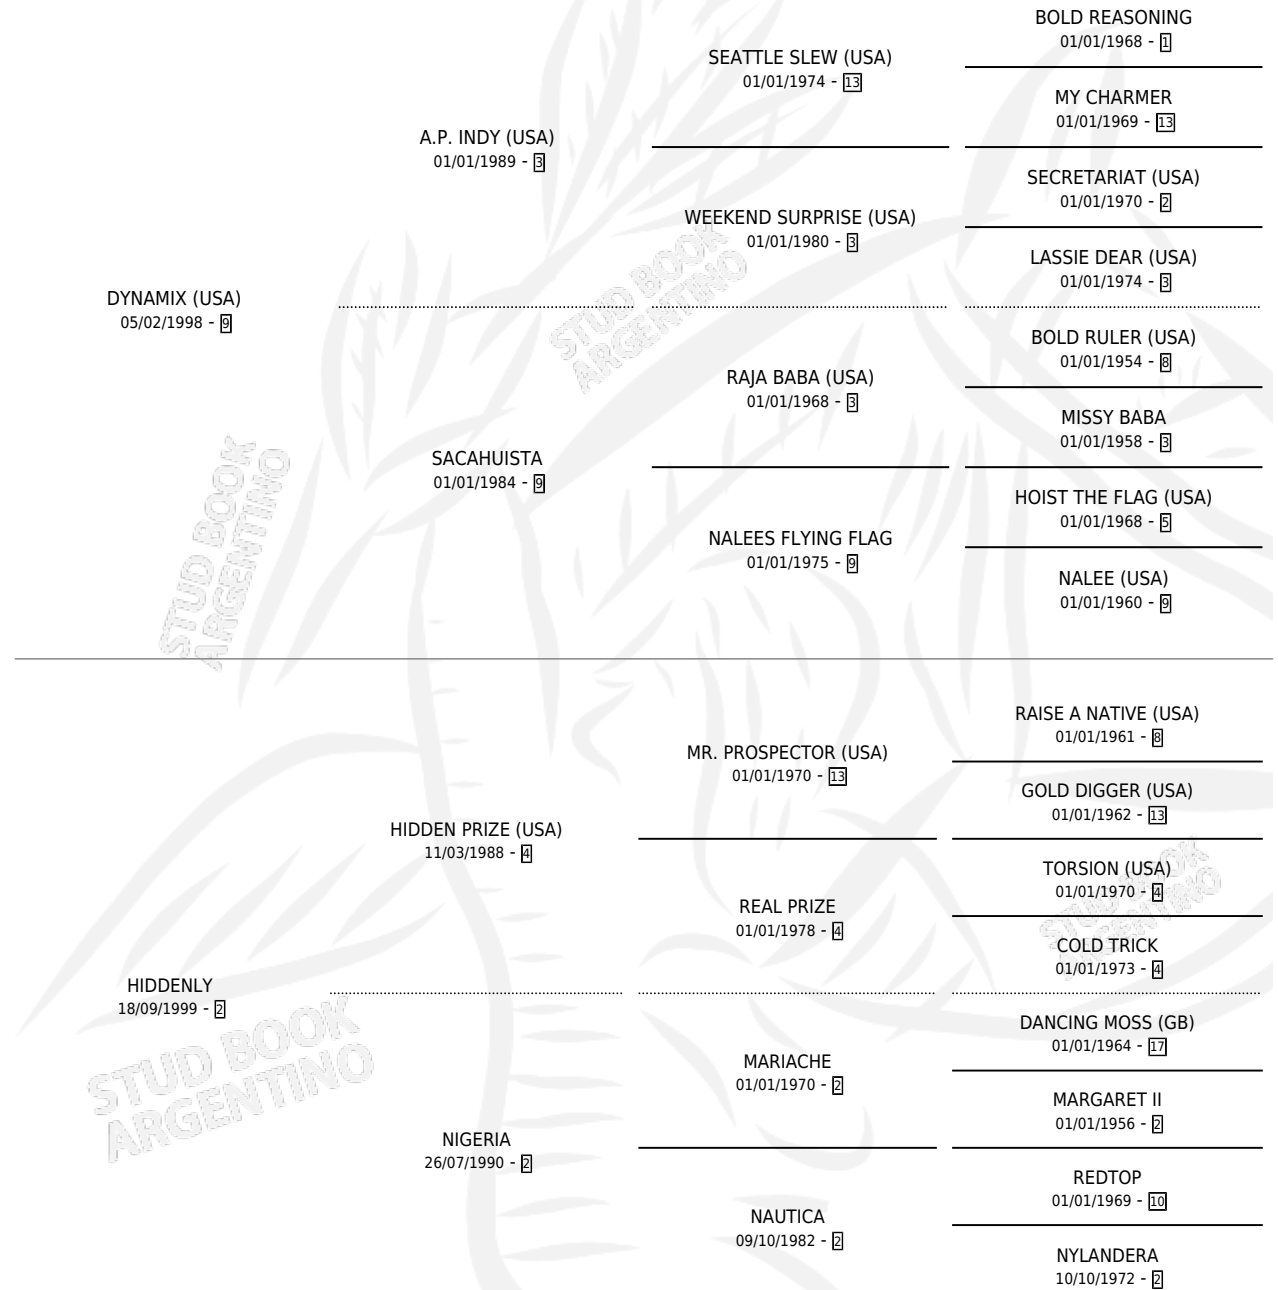 BOLD REASONING
01/01/1968 - 1
SEATTLE SLEW (USA)
01/01/1974 - 13
MY CHARMER
01/01/1969 - 13
A.P. INDY (USA)
01/01/1989 - 3
SECRETARIAT (USA)
01/01/1970 - 2
WEEKEND SURPRISE (USA)
01/01/1980 - 3
LASSIE DEAR (USA)
01/01/1974 - 3
DYNAMIX (USA)
05/02/1998 - 9
BOLD RULER (USA)
01/01/1954 - 8
RAJA BABA (USA)
01/01/1968 - 3
MISSY BABA
01/01/1958 - 3
SACAHUISTA
01/01/1984 - 9
HOIST THE FLAG (USA)
01/01/1968 - 5
NALEES FLYING FLAG
01/01/1975 - 9
NALEE (USA)
01/01/1960 - 9
RAISE A NATIVE (USA)
01/01/1961 - 8
MR. PROSPECTOR (USA)
01/01/1970 - 13
GOLD DIGGER (USA)
01/01/1962 - 13
HIDDEN PRIZE (USA)
11/03/1988 - 4
TORSION (USA)
01/01/1970 - 4
REAL PRIZE
01/01/1978 - 4
COLD TRICK
01/01/1973 - 4
HIDDENLY
18/09/1999 - 2
DANCING MOSS (GB)
01/01/1964 - 17
MARIACHE
01/01/1970 - 2
MARGARET II
01/01/1956 - 2
NIGERIA
26/07/1990 - 2
REDTOP
01/01/1969 - 10
NAUTICA
09/10/1982 - 2
NYLANDERA
10/10/1972 - 2
STUD BOOK
ARGENTINO
STUD BOOK
ARGENTINO
STUD BOOK
ARGENTINO
STUD BOOK
ARGENTINO